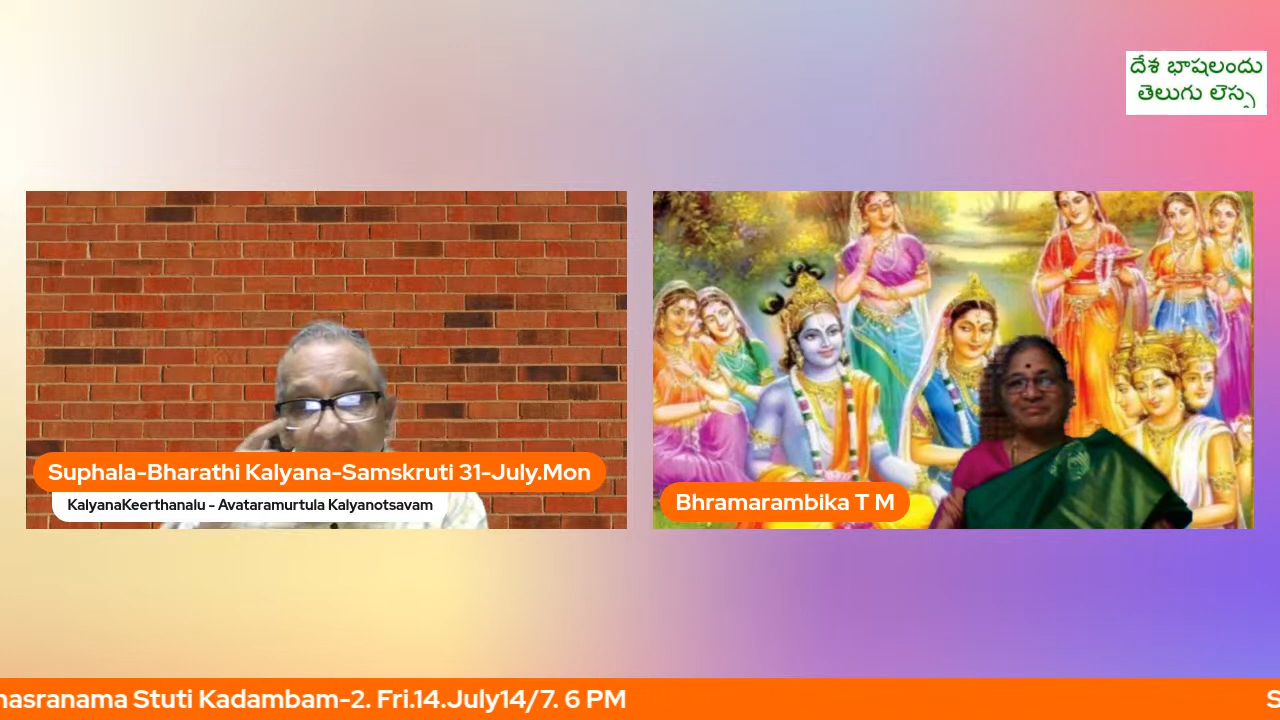 దేశ భాషలందు
తెలుగు లెస్స
Suphala-Bharathi Kalyana-Samskruti 31-July.Mon
KalyanaKeerthanalu - Avataramurtula Kalyanotsavam
Bhramarambika T M
Stuti Kadambam-2. Fri.14.July14/7. 6 PM